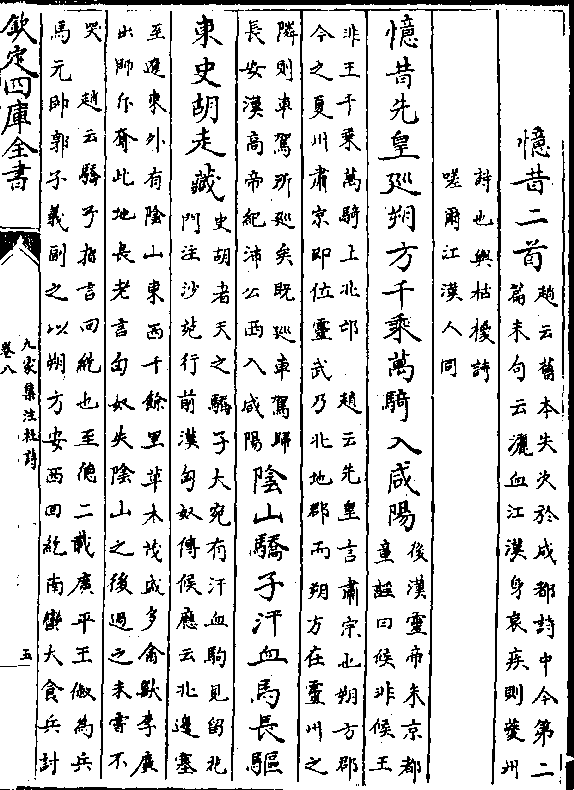 憶昔二首
趙云舊本失次於成都詩中今第二
篇末句云灑血江漢身衰疾則夔州
詩也與枯椶詩
嗟爾江漢人同
憶昔先皇廵朔方千乘萬騎入咸陽
後漢靈帝末京都
童謡曰候非候王
非王千乘萬騎上北邙 趙云先皇言肅宗也朔方郡
今之夏州肅宗即位靈武乃北地郡而朔方在靈州之
隣則車駕所廵矣既廵車駕歸
長安漢高帝紀沛公西入咸陽
陰山驕子汗血馬長驅
東史胡走藏
史胡者天之驕子大宛有汗血駒見留花
門注沙苑行前漢匈奴傳候應云北邊塞
至遼東外有陰山東西千餘里草木茂盛多禽獸李廣
出師斥奪此地長老言匈奴失陰山之後過之未嘗不
哭 趙云驕子指言回紇也至德二載廣平王俶為兵
馬元帥郭子義副之以朔方安西回紇南蠻大食兵討
欽定四庫全書
九家集注杜詩
卷八
五